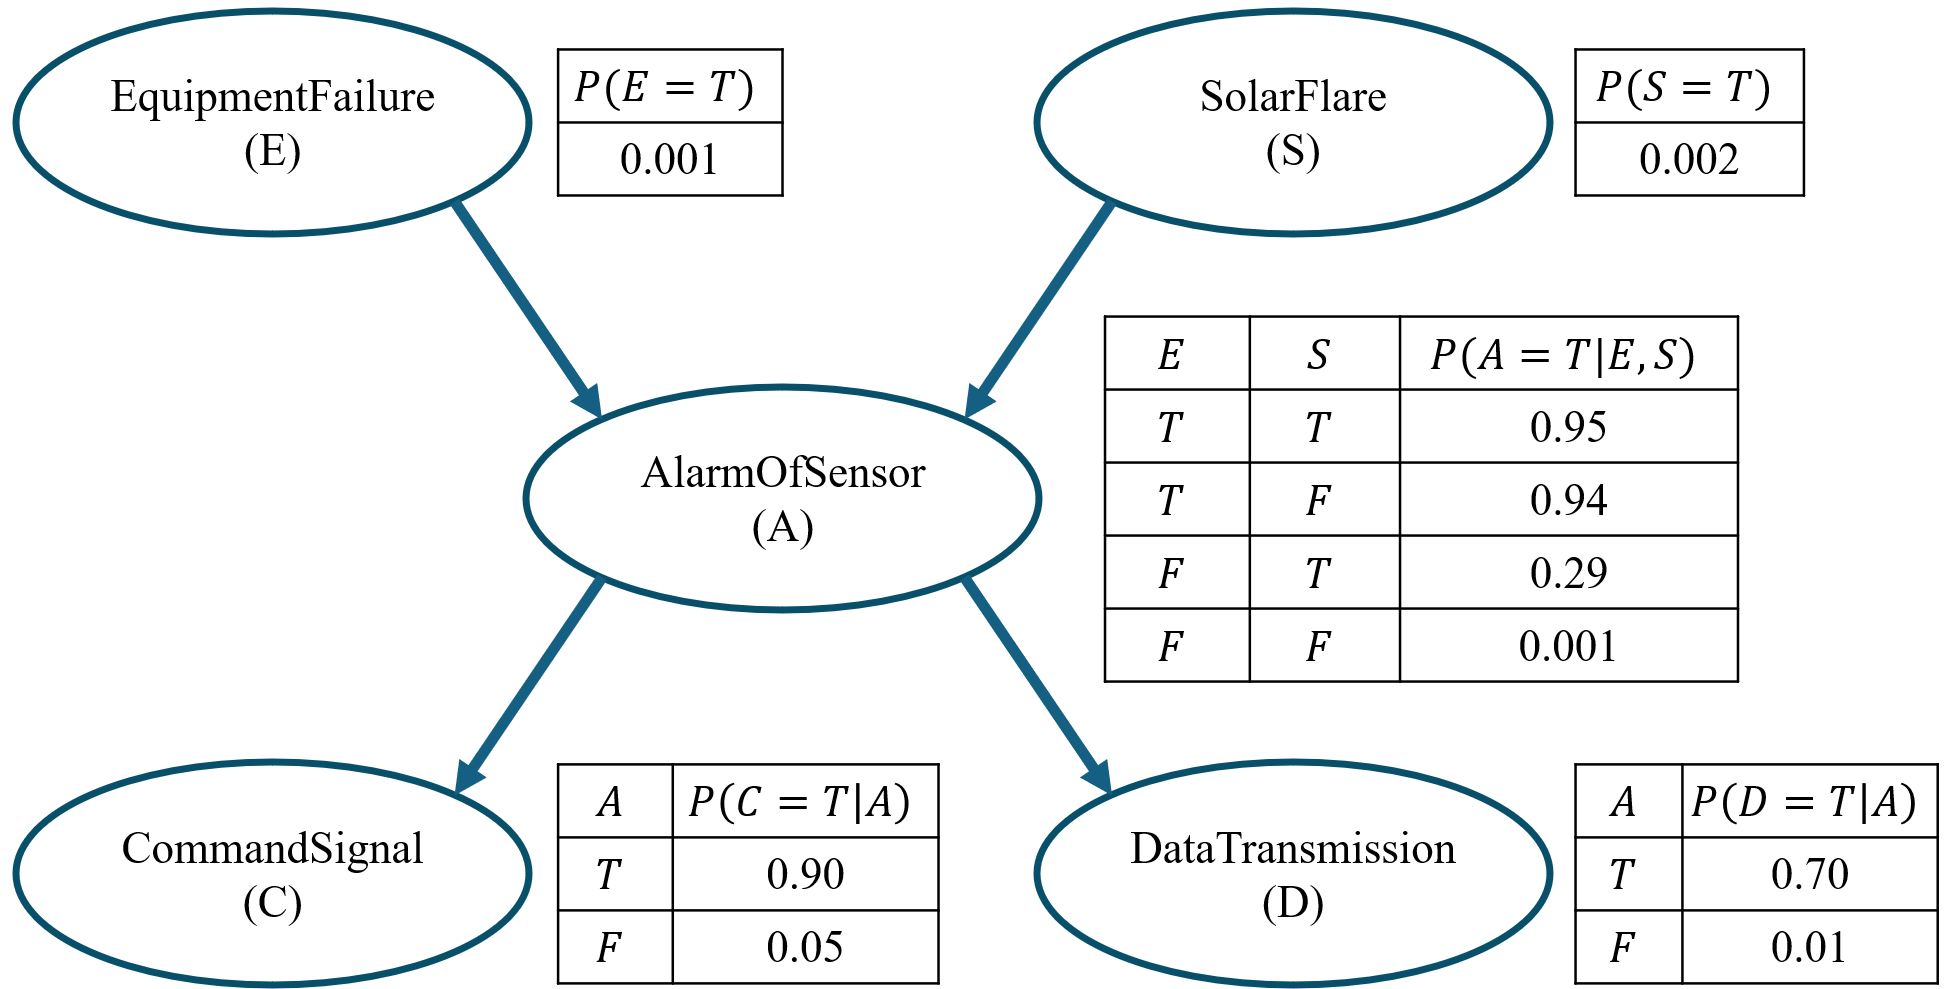 EquipmentFailure
(E)
P(E = T)
0.001
SolarFlare
(S)
P(S = T)
0.002
AlarmOfSensor
(A)
E S P(A = T|E, S)
T T 0.95
T F 0.94
F T 0.29
F F 0.001
CommandSignal
(C)
A P(C = T|A)
T 0.90
F 0.05
DataTransmission
(D)
A P(D = T|A)
T 0.70
F 0.01